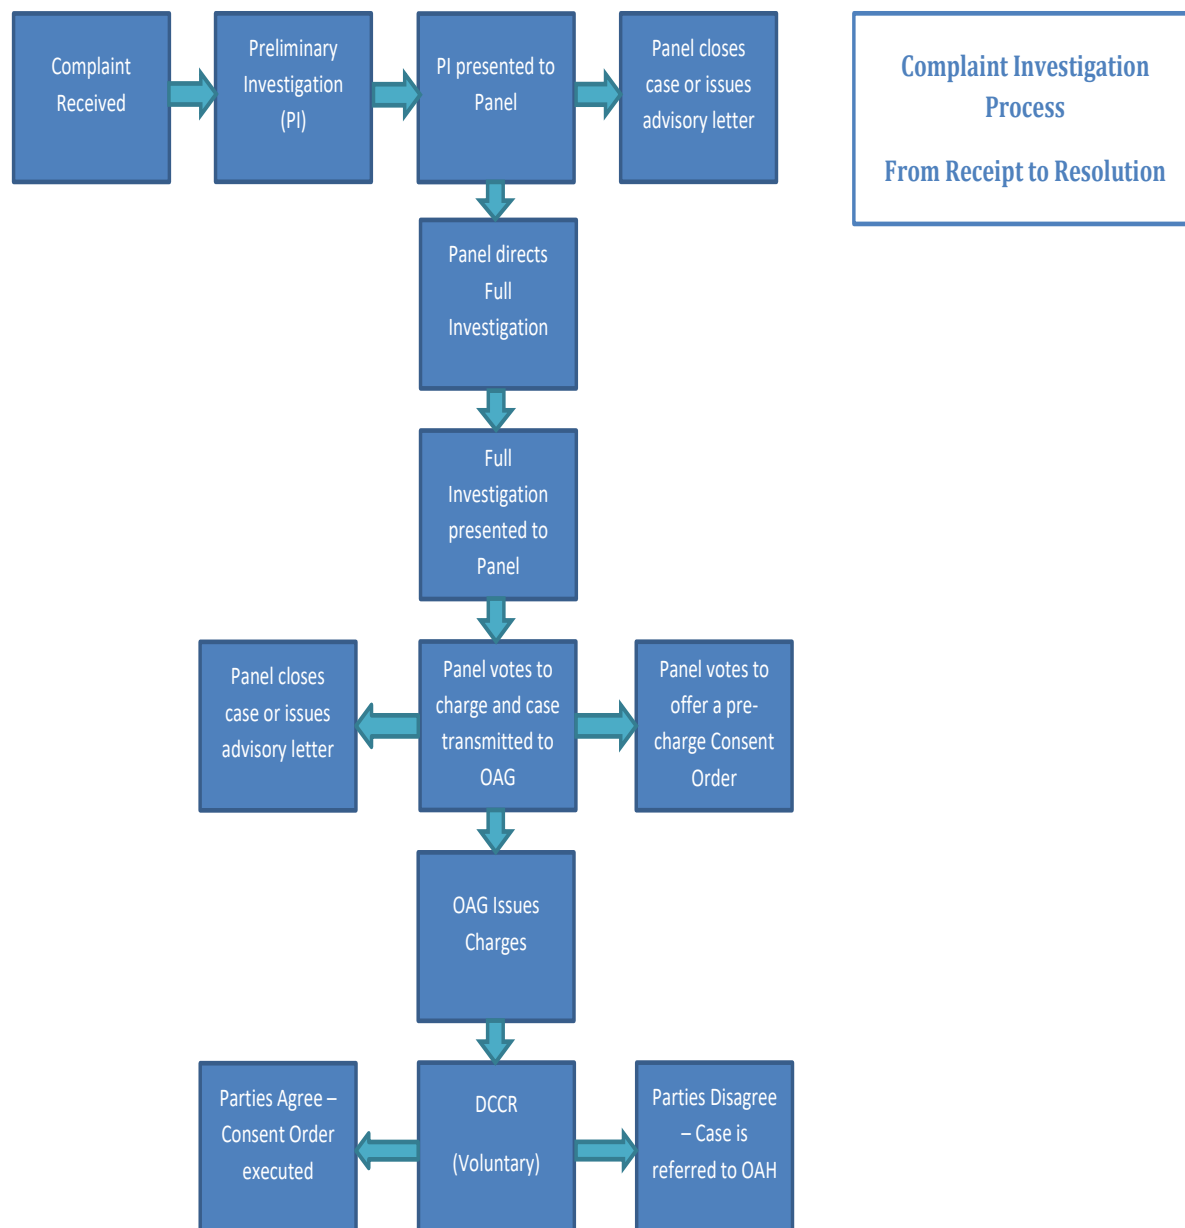 Complaint
Received
Preliminary
Investigation
(PI)
PI presented to
Panel
Panel closes
case or issues
advisory letter
Complaint Investigation
Process
From Receipt to Resolution
Panel directs
Full
Investigation
Full
Investigation
presented to
Panel
Panel closes
case or issues
advisory letter
Panel votes to
charge and case
transmitted to
OAG
Panel votes to
offer a pre-
charge Consent
Order
OAG Issues
Charges
Parties Agree –
Consent Order
executed
DCCR
(Voluntary)
Parties Disagree
– Case is
referred to OAH